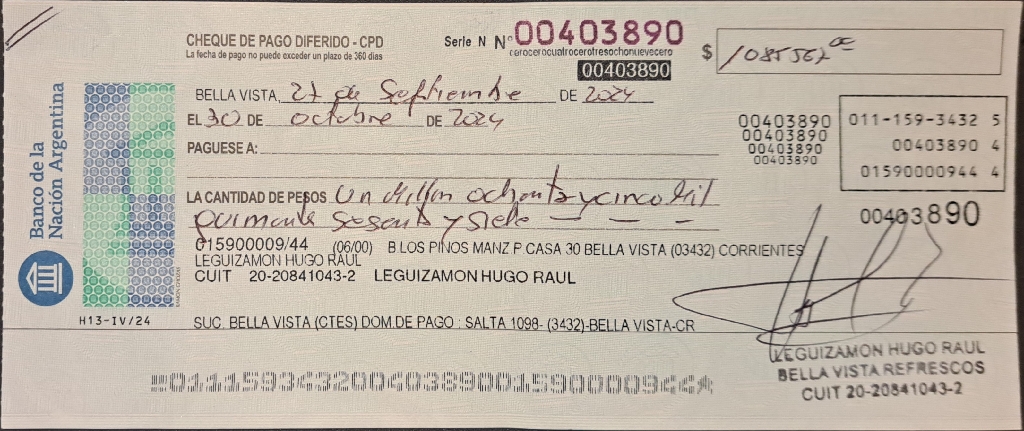 CHEQUE DE PAGO DIFERIDO - CPD
La fecha de pago no puede exceder un plazo de 360 días
Serie N Nº 00403890
cerocerocuatrocerotresochonuevecero
00403890
$ 1085567,00
Banco de la
Nación Argentina
BELLA VISTA, 27 de Septiembre DE 2024
EL 30 DE octubre DE 2024
PAGUESE A:
00403890
00403890
00403890
00403890
011-159-3432 5
00403890 4
01590000944 4
LA CANTIDAD DE PESOS Un Millon ochenta y cinco Mil
quinientos sesenta y siete — — —
00403890
015900009/44 (06/00) B LOS PINOS MANZ P CASA 30 BELLA VISTA (03432) CORRIENTES
LEGUIZAMON HUGO RAUL
CUIT 20-20841043-2 LEGUIZAMON HUGO RAUL
H13-IV/24
SUC. BELLA VISTA (CTES) DOM.DE PAGO : SALTA 1098- (3432)-BELLA VISTA-CR
LEGUIZAMON HUGO RAUL
BELLA VISTA REFRESCOS
CUIT 20-20841043-2
01115934320040389001590000944